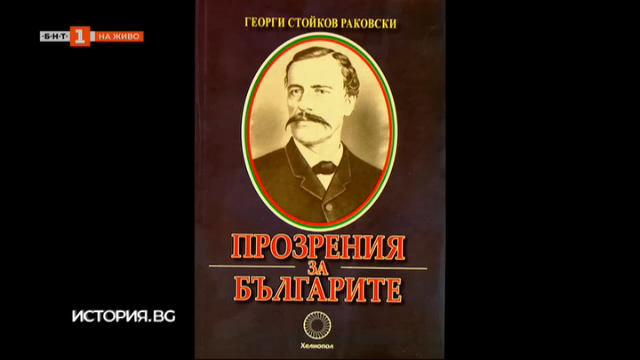 БНТ 1 НА ЖИВО
ГЕОРГИ СТОЙКОВ РАКОВСКИ
ПРОЗРЕНИЯ
ЗА
БЪЛГАРИТЕ
Хелиопол
ИСТОРИЯ.BG